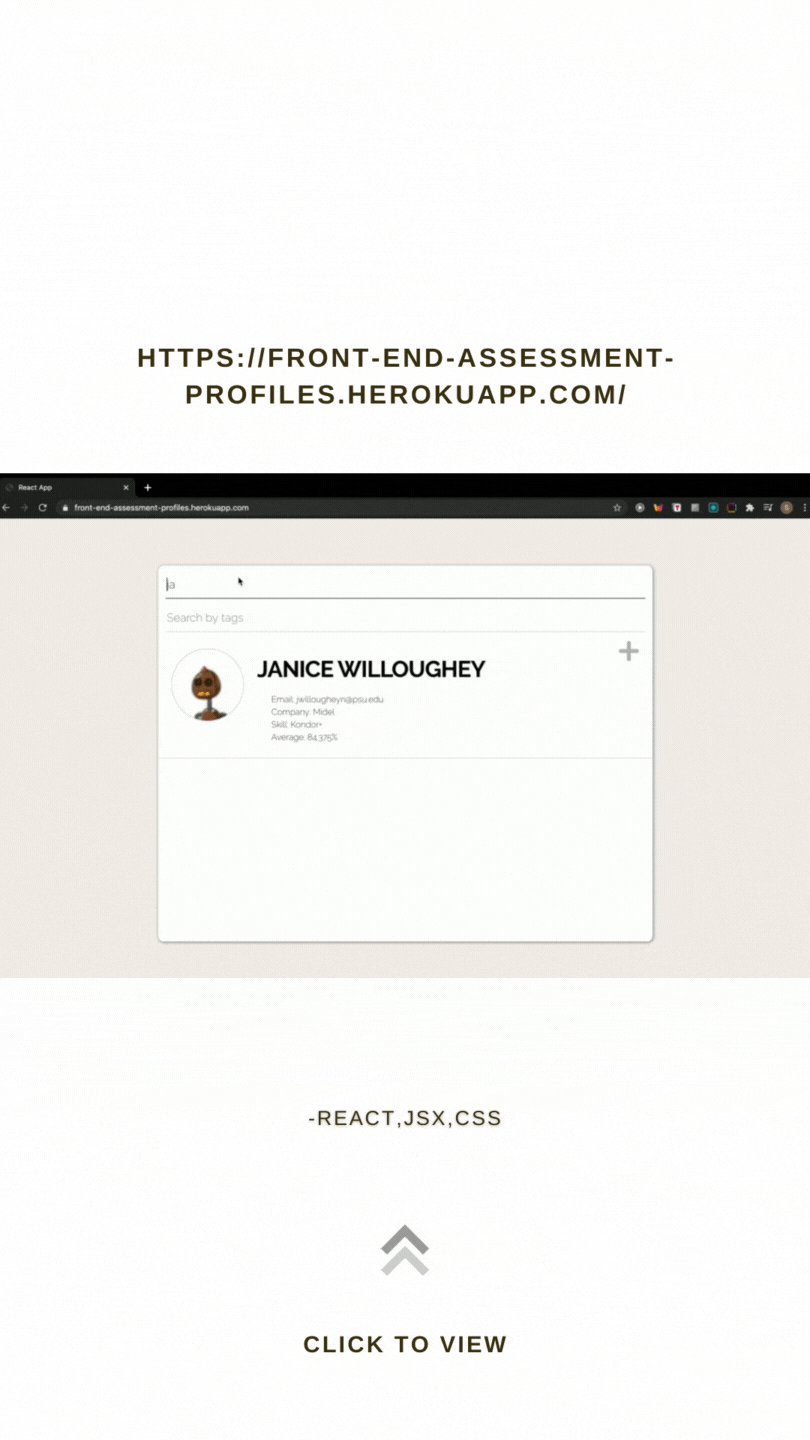 HTTPS://FRONT-END-ASSESSMENT-
PROFILES.HEROKUAPP.COM/
React App
front-end-assessment-profiles.herokuapp.com
ja
Search by tags
JANICE WILLOUGHEY
Email: jwillougheyn@psu.edu
Company: Midel
Skill: Kondor+
Average: 84.375%
-REACT,JSX,CSS
CLICK TO VIEW